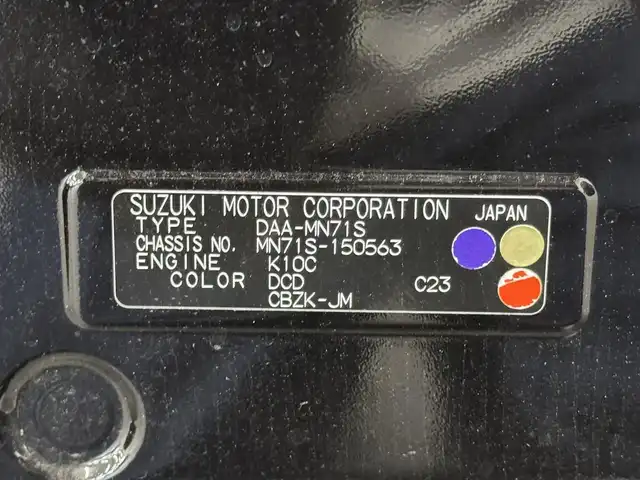 SUZUKI MOTOR CORPORATION JAPAN
TYPE DAA-MN71S
CHASSIS NO. MN71S-150563
ENGINE K10C
COLOR DCD C23
CBZK-JM